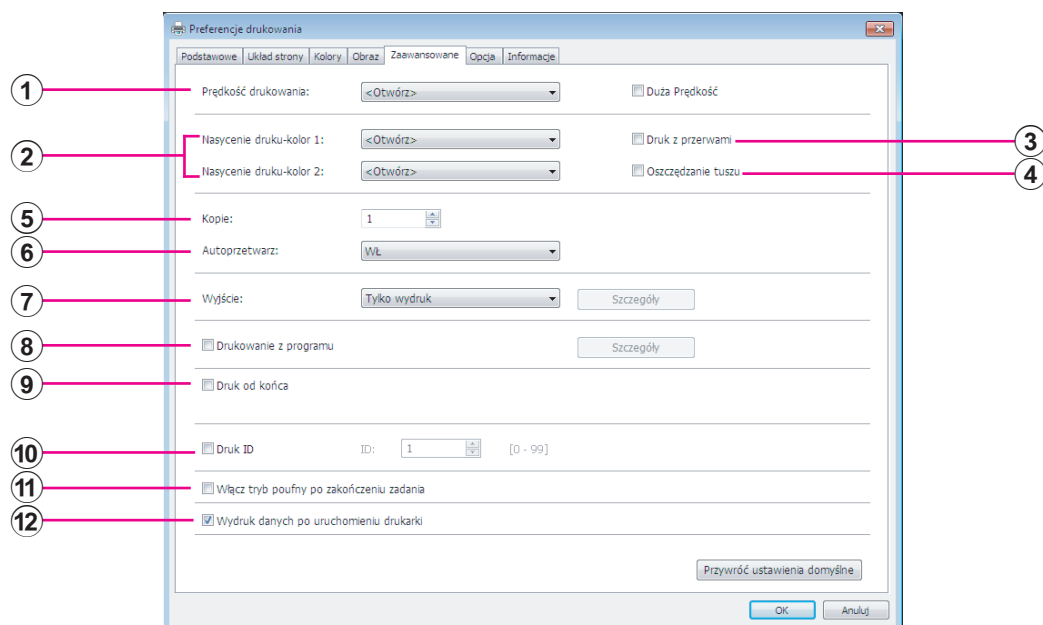 Preferencje drukowania
Podstawowe Układ strony Kolory Obraz Zaawansowane Opcja Informacje
1 Prędkość drukowania: <Otwórz> Duża Prędkość
2 Nasycenie druku-kolor 1: <Otwórz> Druk z przerwami 3
Nasycenie druku-kolor 2: <Otwórz> Oszczędzanie tuszu 4
5 Kopie: 1
6 Autoprzetwarz: WŁ
7 Wyjście: Tylko wydruk Szczegóły
8 Drukowanie z programu Szczegóły
9 Druk od końca
10 Druk ID ID: 1 [0 - 99]
11 Włącz tryb poufny po zakończeniu zadania
12 Wydruk danych po uruchomieniu drukarki
Przywróć ustawienia domyślne
OK Anuluj